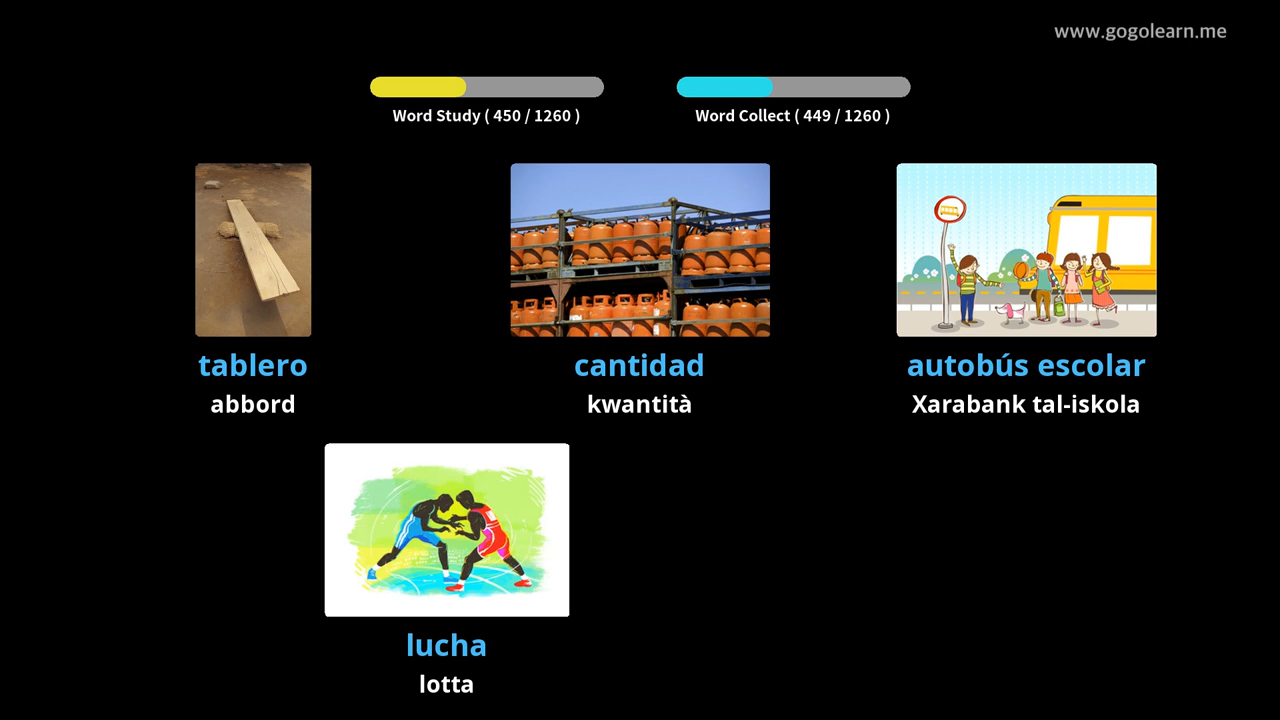 www.gogolearn.me
Word Study ( 450 / 1260 )
Word Collect ( 449 / 1260 )
tablero
abbord
cantidad
kwantità
autobús escolar
Xarabank tal-iskola
lucha
lotta